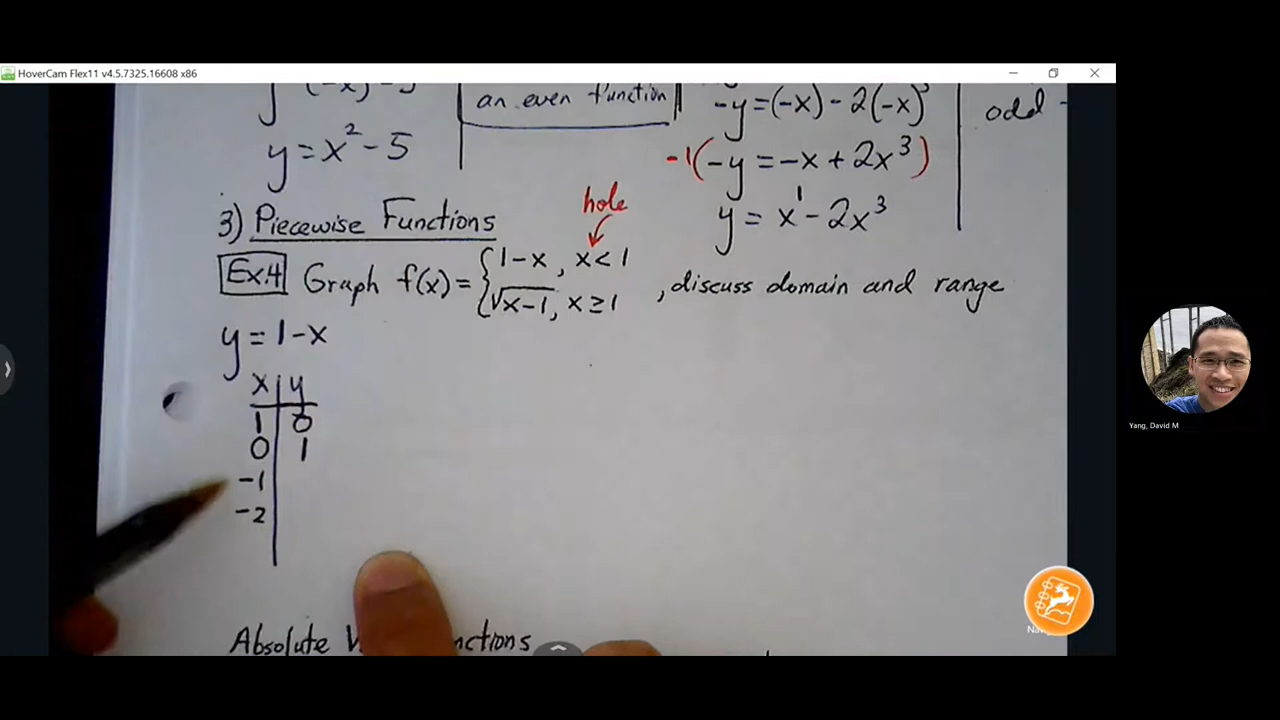 HoverCam Flex11 v4.5.7325.16608 x86
an even function
-y=(-x)-2(-x)³
odd
y=x²-5
-1(-y=-x+2x³)
y=x¹-2x³
hole
3) Piecewise Functions
Ex.4 Graph f(x)={1-x, x<1
√x-1, x≥1 , discuss domain and range
y=1-x
x y
1 0
0 1
-1
-2
Absolute
Yang, David M